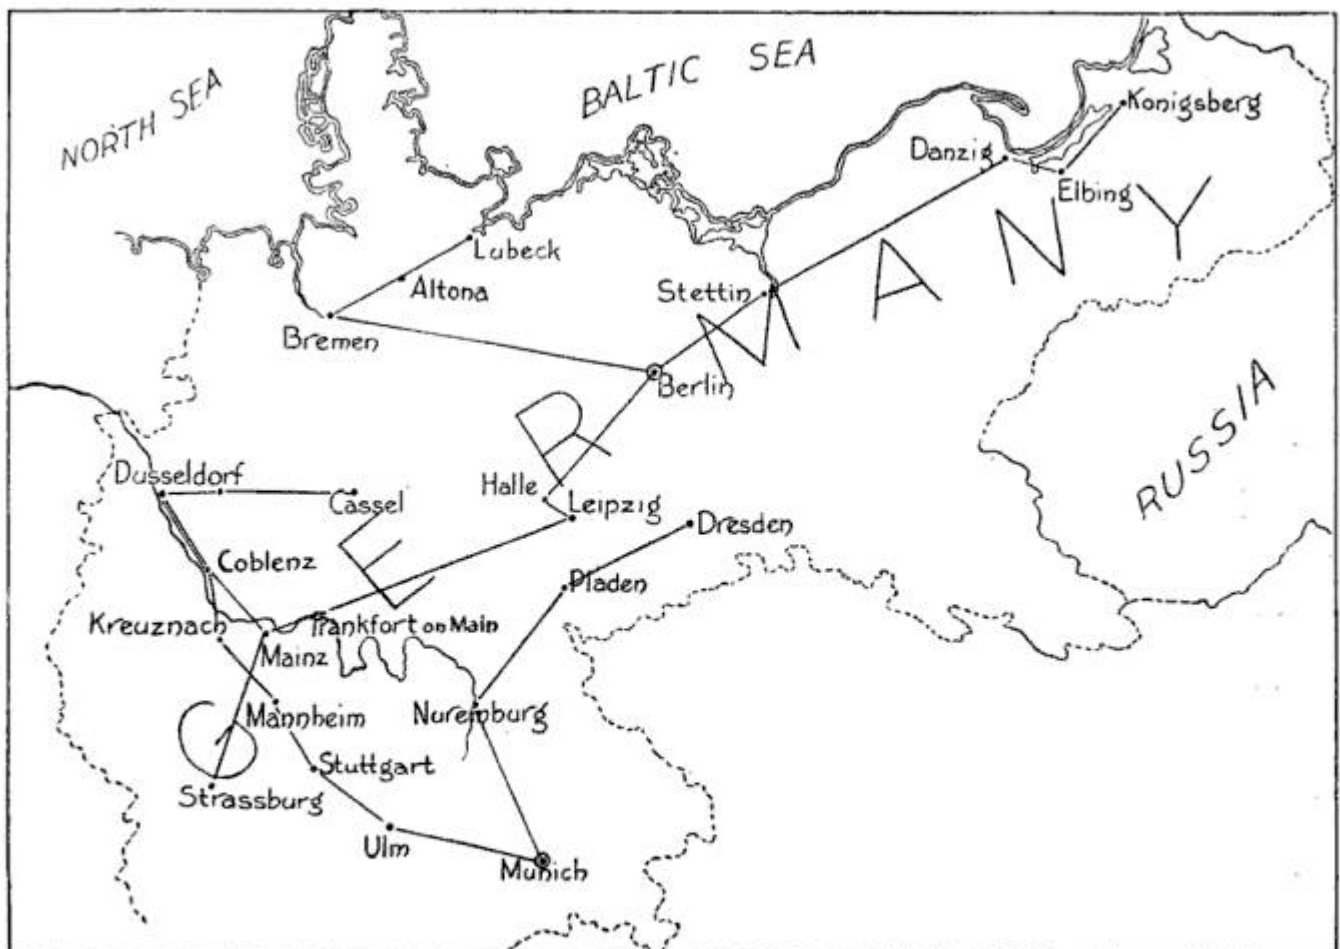 NORTH SEA
BALTIC SEA
Konigsberg
Danzig
Elbing
Lubeck
Altona
Stettin
Bremen
Berlin
GERMANY
RUSSIA
Dusseldorf
Cassel
Halle
Leipzig
Dresden
Coblenz
Pladen
Kreuznach
Frankfort on Main
Mainz
Mannheim
Nuremburg
Stuttgart
Strassburg
Ulm
Munich